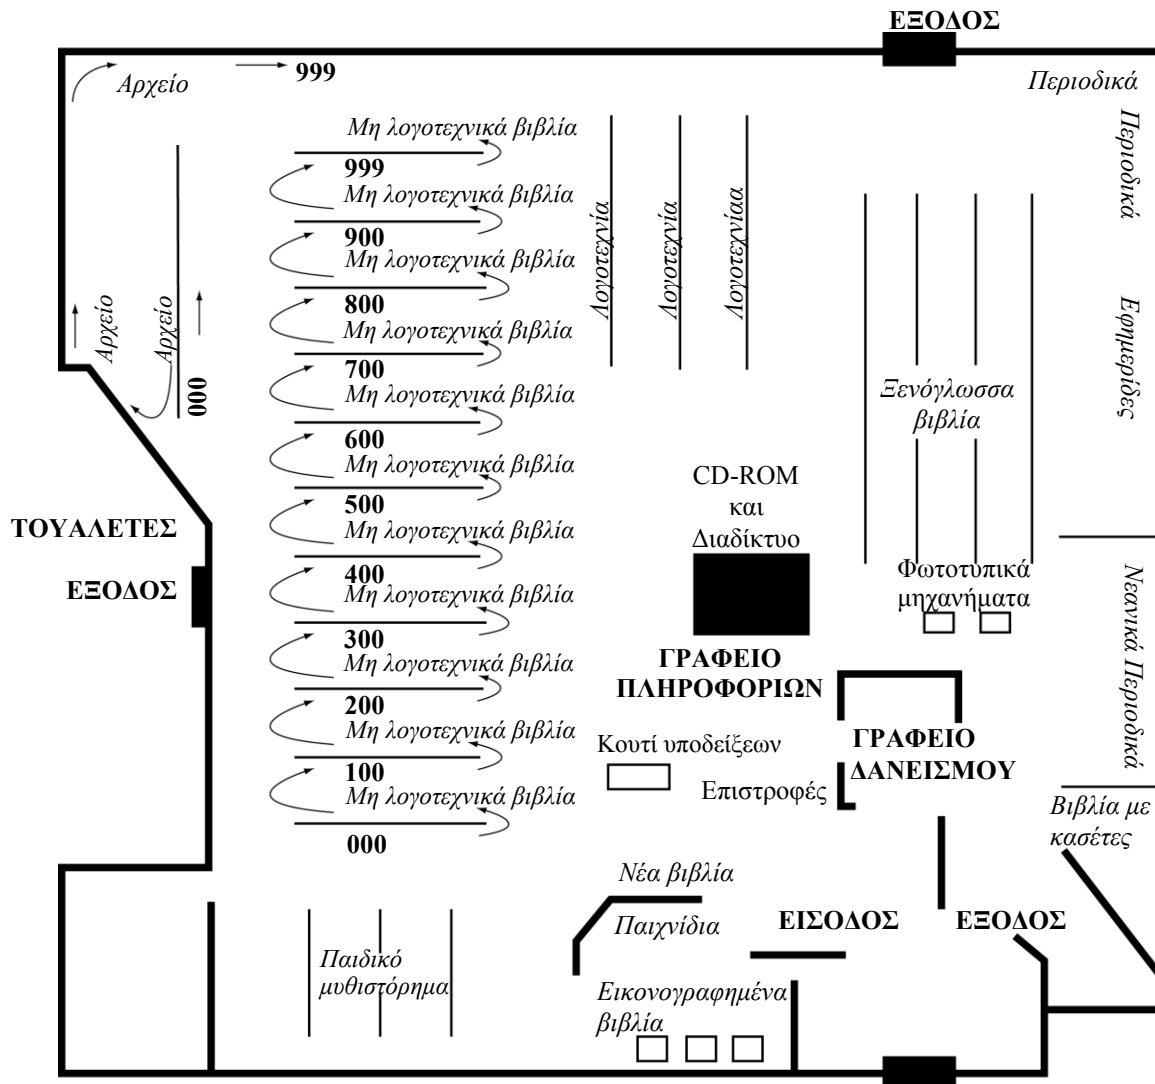 ΕΞΟΔΟΣ
999
Αρχείο
Περιοδικά
Περιοδικά
Μη λογοτεχνικά βιβλία
999
Μη λογοτεχνικά βιβλία
900
Μη λογοτεχνικά βιβλία
800
Μη λογοτεχνικά βιβλία
700
Μη λογοτεχνικά βιβλία
600
Μη λογοτεχνικά βιβλία
500
Μη λογοτεχνικά βιβλία
400
Μη λογοτεχνικά βιβλία
300
Μη λογοτεχνικά βιβλία
200
Μη λογοτεχνικά βιβλία
100
Μη λογοτεχνικά βιβλία
000
Λογοτεχνία
Λογοτεχνία
Λογοτεχνίαα
Αρχείο
Αρχείο
000
Εφημερίδες
Ξενόγλωσσα
βιβλία
CD-ROM
και
Διαδίκτυο
ΤΟΥΑΛΕΤΕΣ
ΕΞΟΔΟΣ
Φωτοτυπικά
μηχανήματα
Νεανικά Περιοδικά
ΓΡΑΦΕΙΟ
ΠΛΗΡΟΦΟΡΙΩΝ
Κουτί υποδείξεων
ΓΡΑΦΕΙΟ
ΔΑΝΕΙΣΜΟΥ
Επιστροφές
Βιβλία με
κασέτες
Νέα βιβλία
Παιχνίδια
ΕΙΣΟΔΟΣ
ΕΞΟΔΟΣ
Παιδικό
μυθιστόρημα
Εικονογραφημένα
βιβλία